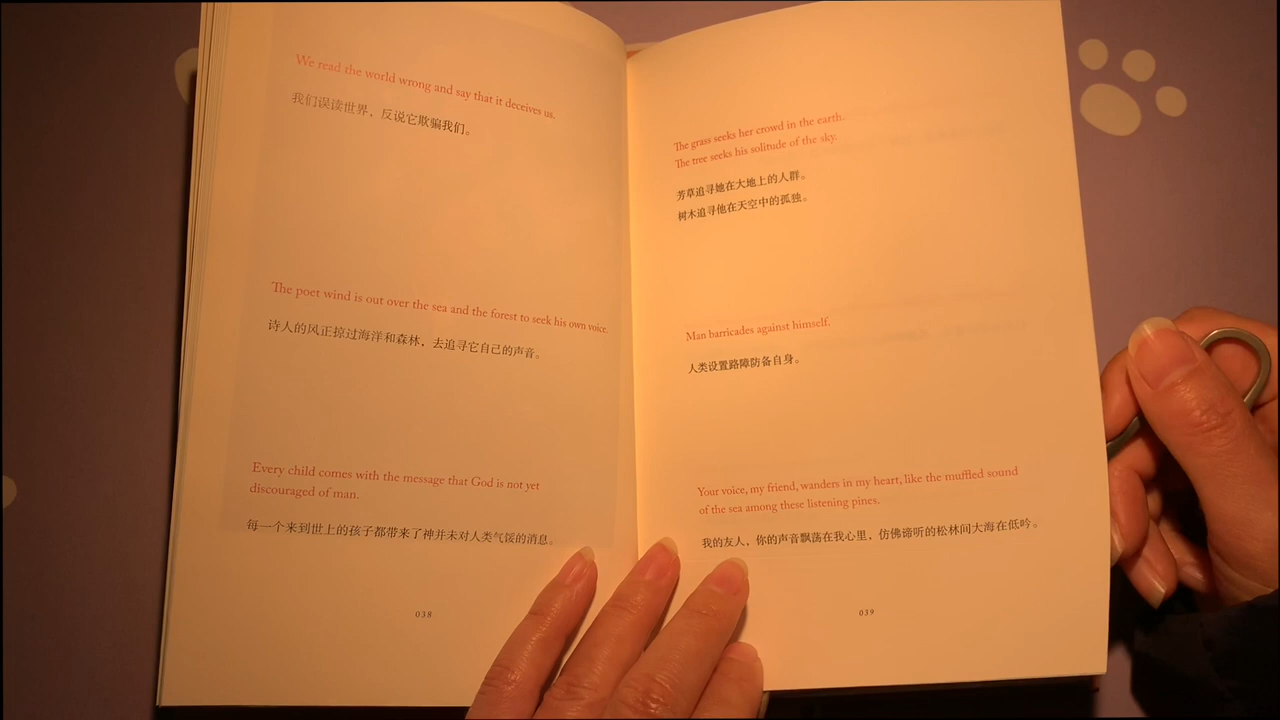 We read the world wrong and say that it deceives us.
我们误读世界，反说它欺骗我们。
The poet wind is out over the sea and the forest to seek his own voice.
诗人的风正掠过海洋和森林，去追寻它自己的声音。
Every child comes with the message that God is not yet
discouraged of man.
每一个来到世上的孩子都带来了神并未对人类气馁的消息。
038
The grass seeks her crowd in the earth.
The tree seeks his solitude of the sky.
芳草追寻她在大地上的人群。
树木追寻他在天空中的孤独。
Man barricades against himself.
人类设置路障防备自身。
Your voice, my friend, wanders in my heart, like the muffled sound
of the sea among these listening pines.
我的友人，你的声音飘荡在我心里，仿佛谛听的松林间大海在低吟。
039